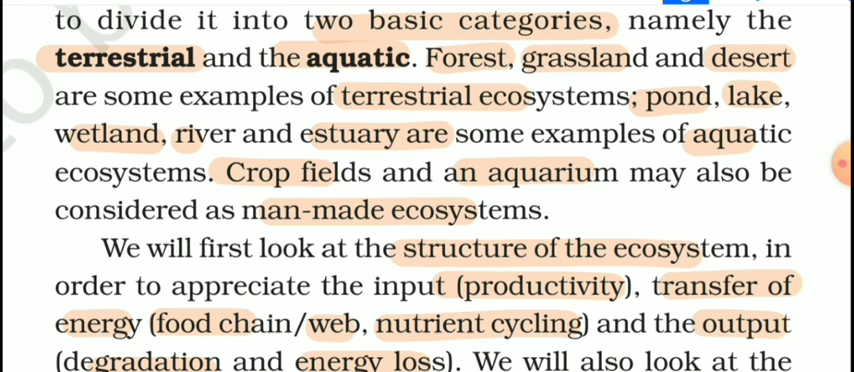 to divide it into two basic categories, namely the
terrestrial and the aquatic. Forest, grassland and desert
are some examples of terrestrial ecosystems; pond, lake,
wetland, river and estuary are some examples of aquatic
ecosystems. Crop fields and an aquarium may also be
considered as man-made ecosystems.
We will first look at the structure of the ecosystem, in
order to appreciate the input (productivity), transfer of
energy (food chain/web, nutrient cycling) and the output
(degradation and energy loss). We will also look at the